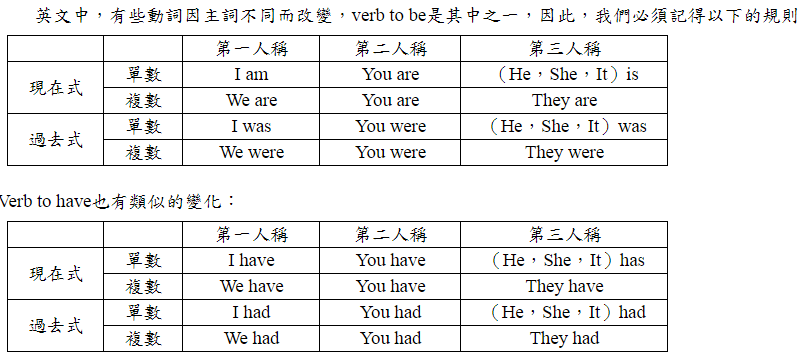 英文中，有些動詞因主詞不同而改變，verb to be是其中之一，因此，我們必須記得以下的規則
第一人稱 第二人稱 第三人稱
現在式 單數 I am You are （He，She，It）is
複數 We are You are They are
過去式 單數 I was You were （He，She，It）was
複數 We were You were They were
Verb to have也有類似的變化：
第一人稱 第二人稱 第三人稱
現在式 單數 I have You have （He，She，It）has
複數 We have You have They have
過去式 單數 I had You had （He，She，It）had
複數 We had You had They had